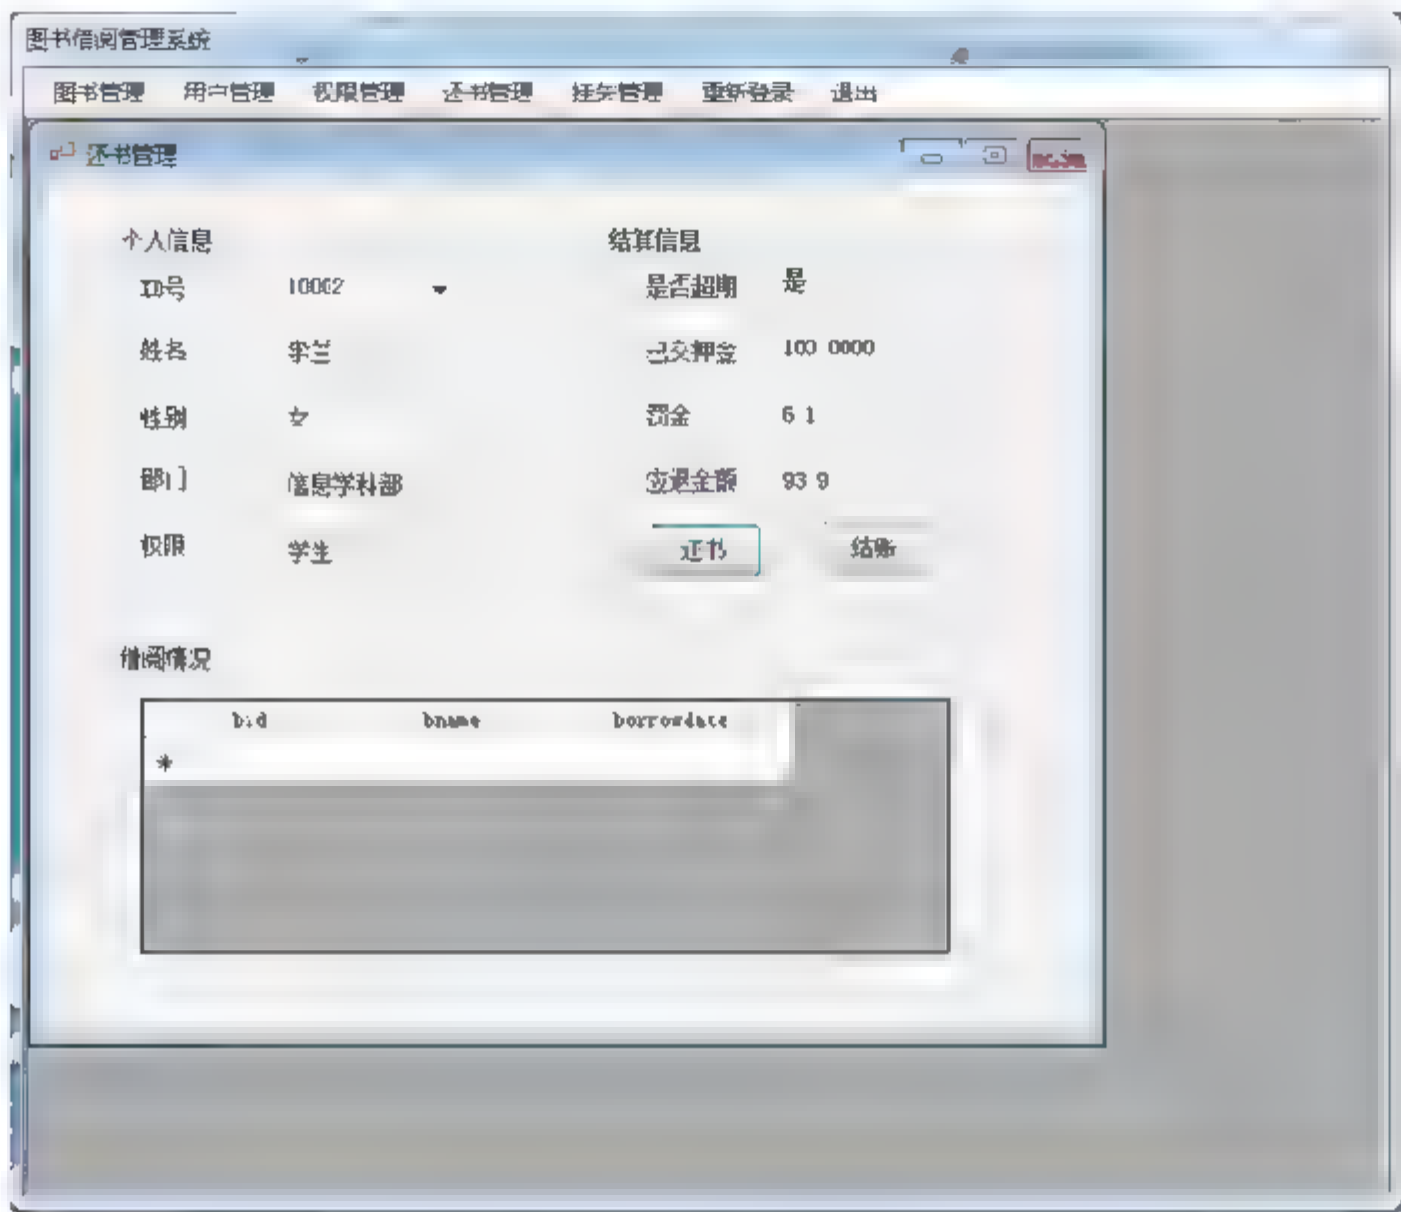 图书借阅管理系统
图书管理 用户管理 权限管理 还书管理 挂失管理 重新登录 退出
还书管理
个人信息
ID号 10002
姓名
性别 女
部门 信息学科部
权限 学生
结算信息
是否超期 是
已交押金 100.0000
罚金 6.1
应退金额 93.9
还书 结账
借阅情况
bid bname borrowdate
*